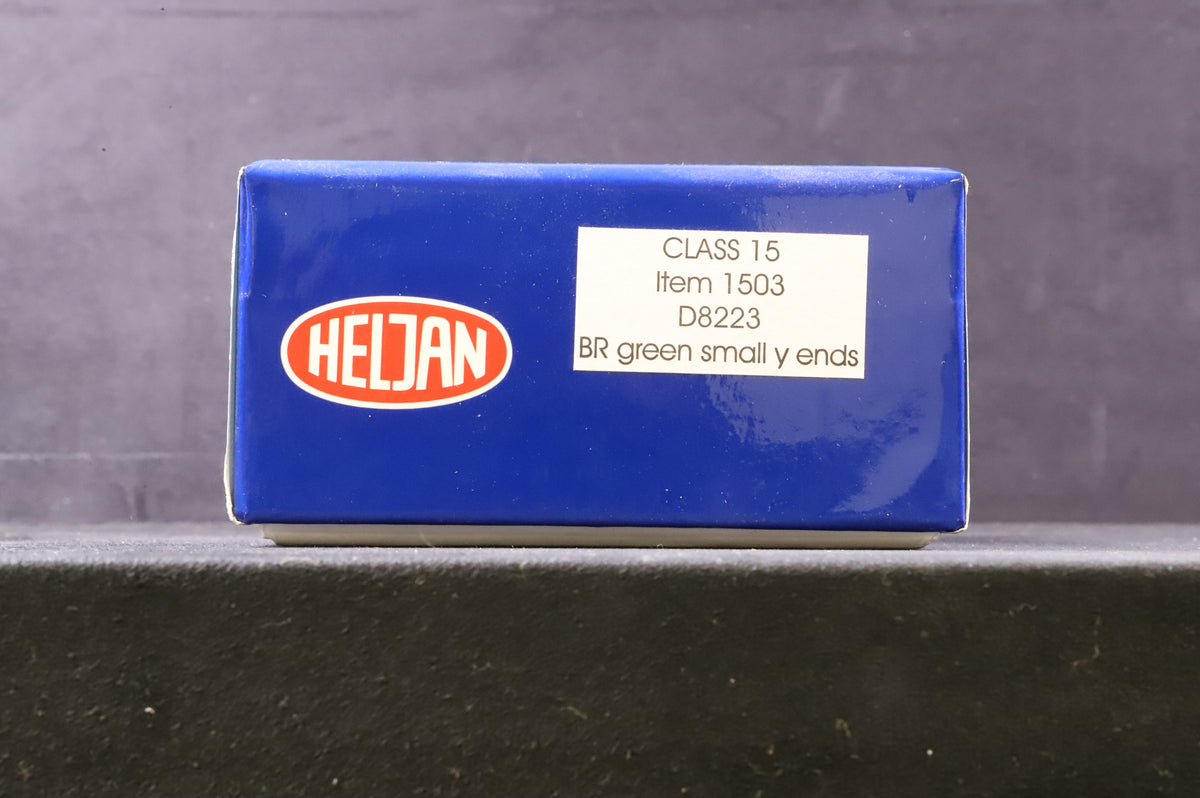 HELJAN
CLASS 15
Item 1503
D8223
BR green small y ends